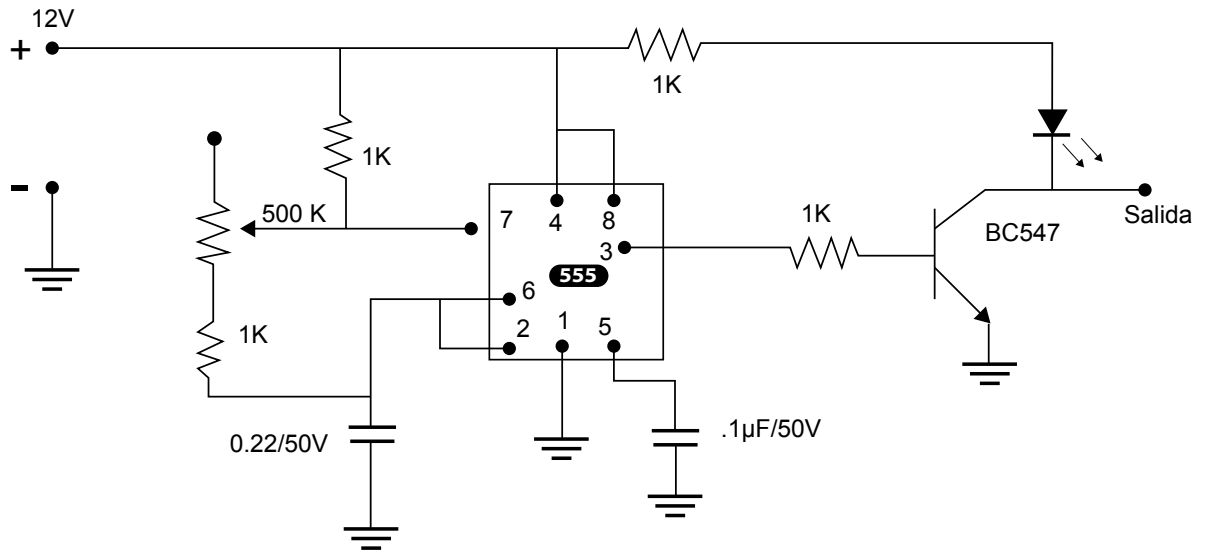 12V
+
1K
1K
-
500 K
7
4
8
1K
Salida
BC547
3
555
6
2
1
5
1K
0.22/50V
.1µF/50V